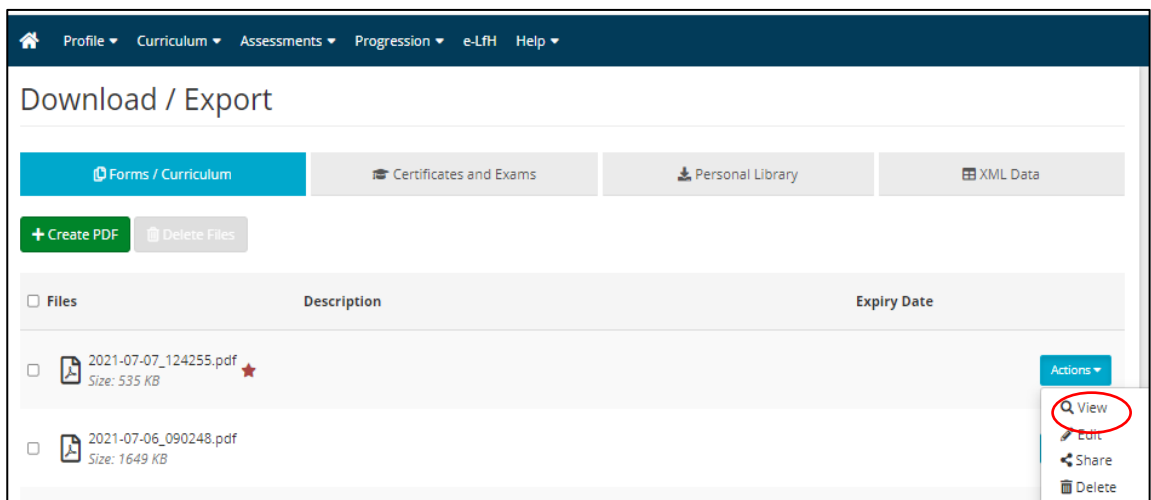 Profile Curriculum Assessments Progression e-LfH Help
Download / Export
Forms / Curriculum Certificates and Exams Personal Library XML Data
Create PDF Delete Files
Files Description Expiry Date
2021-07-07_124255.pdf
Size: 535 KB
Actions
View
2021-07-06_090248.pdf
Edit
Size: 1649 KB
Share
Delete